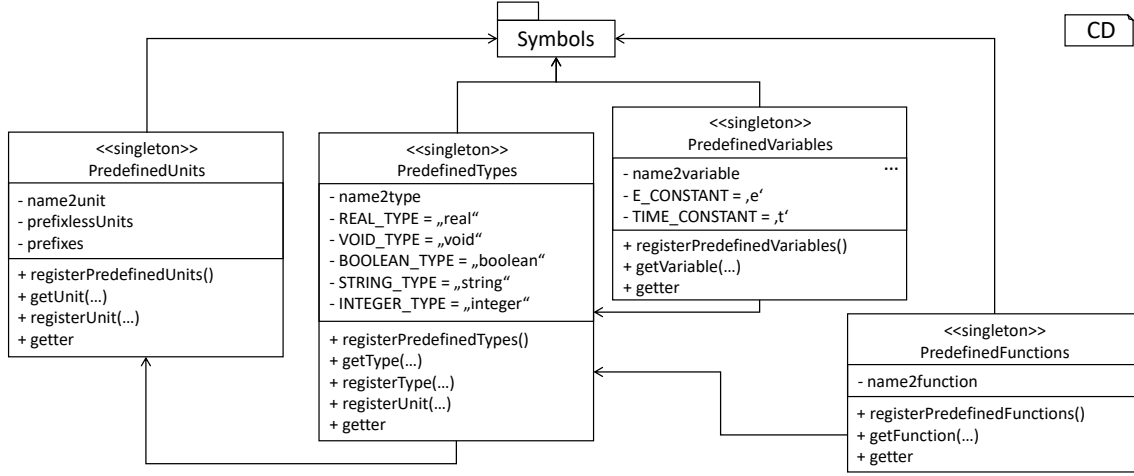 Symbols
CD
<<singleton>>
PredefinedUnits
- name2unit
- prefixlessUnits
- prefixes
+ registerPredefinedUnits()
+ getUnit(...)
+ registerUnit(...)
+ getter
<<singleton>>
PredefinedTypes
- name2type
- REAL_TYPE = „real“
- VOID_TYPE = „void“
- BOOLEAN_TYPE = „boolean“
- STRING_TYPE = „string“
- INTEGER_TYPE = „integer“
+ registerPredefinedTypes()
+ getType(...)
+ registerType(...)
+ registerUnit(...)
+ getter
<<singleton>>
PredefinedVariables
- name2variable ...
- E_CONSTANT = ‚e‘
- TIME_CONSTANT = ‚t‘
+ registerPredefinedVariables()
+ getVariable(...)
+ getter
<<singleton>>
PredefinedFunctions
- name2function
+ registerPredefinedFunctions()
+ getFunction(...)
+ getter